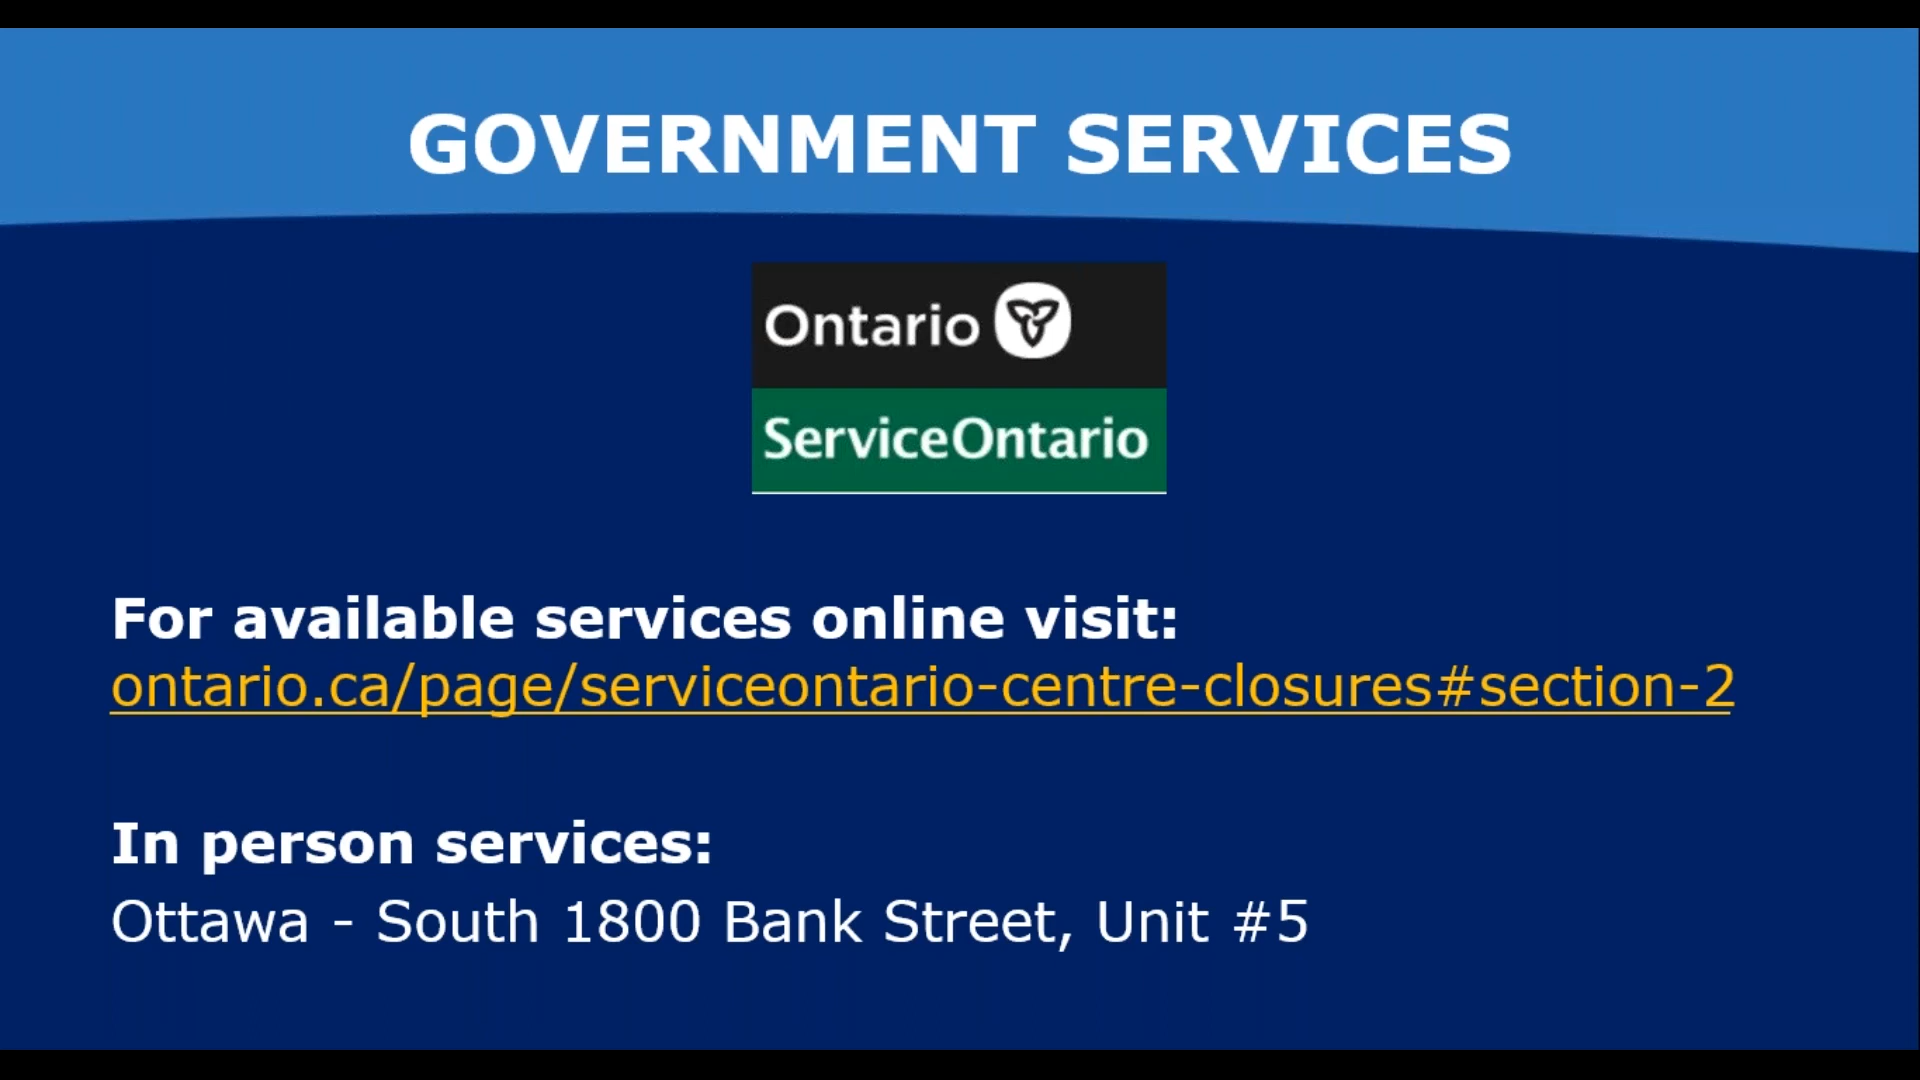 GOVERNMENT SERVICES
Ontario
ServiceOntario
For available services online visit:
ontario.ca/page/serviceontario-centre-closures#section-2
In person services:
Ottawa - South 1800 Bank Street, Unit #5